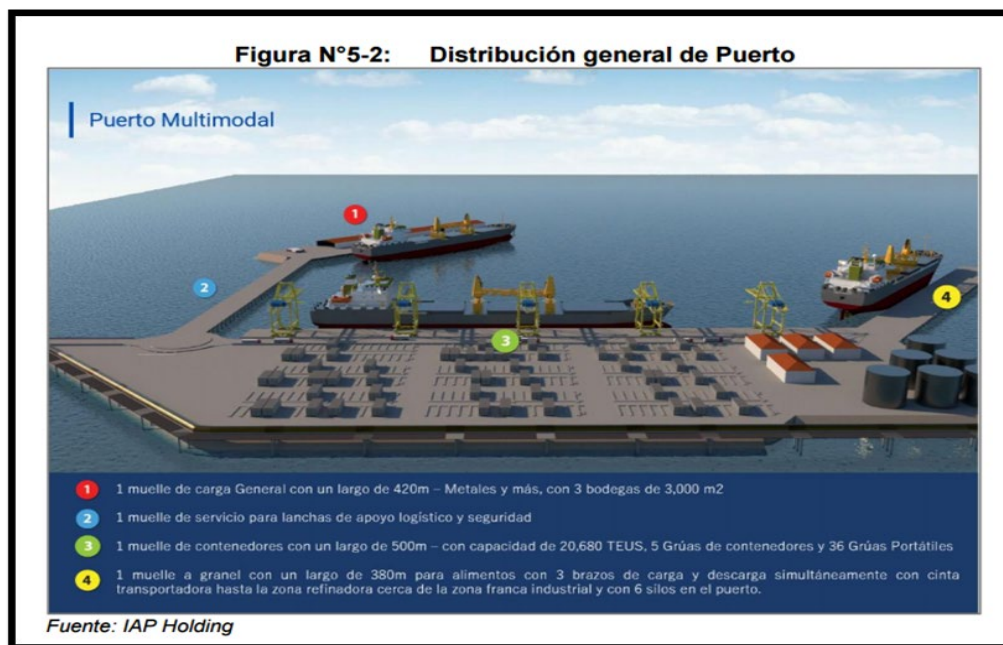 Figura N°5-2: Distribución general de Puerto
Puerto Multimodal
1
2
3
4
1 1 muelle de carga General con un largo de 420m – Metales y más, con 3 bodegas de 3,000 m2
2 1 muelle de servicio para lanchas de apoyo logístico y seguridad
3 1 muelle de contenedores con un largo de 500m – con capacidad de 20,680 TEUS, 5 Grúas de contenedores y 36 Grúas Portátiles
4 1 muelle a granel con un largo de 380m para alimentos con 3 brazos de carga y descarga simultáneamente con cinta
transportadora hasta la zona refinadora cerca de la zona franca industrial y con 6 silos en el puerto.
Fuente: IAP Holding